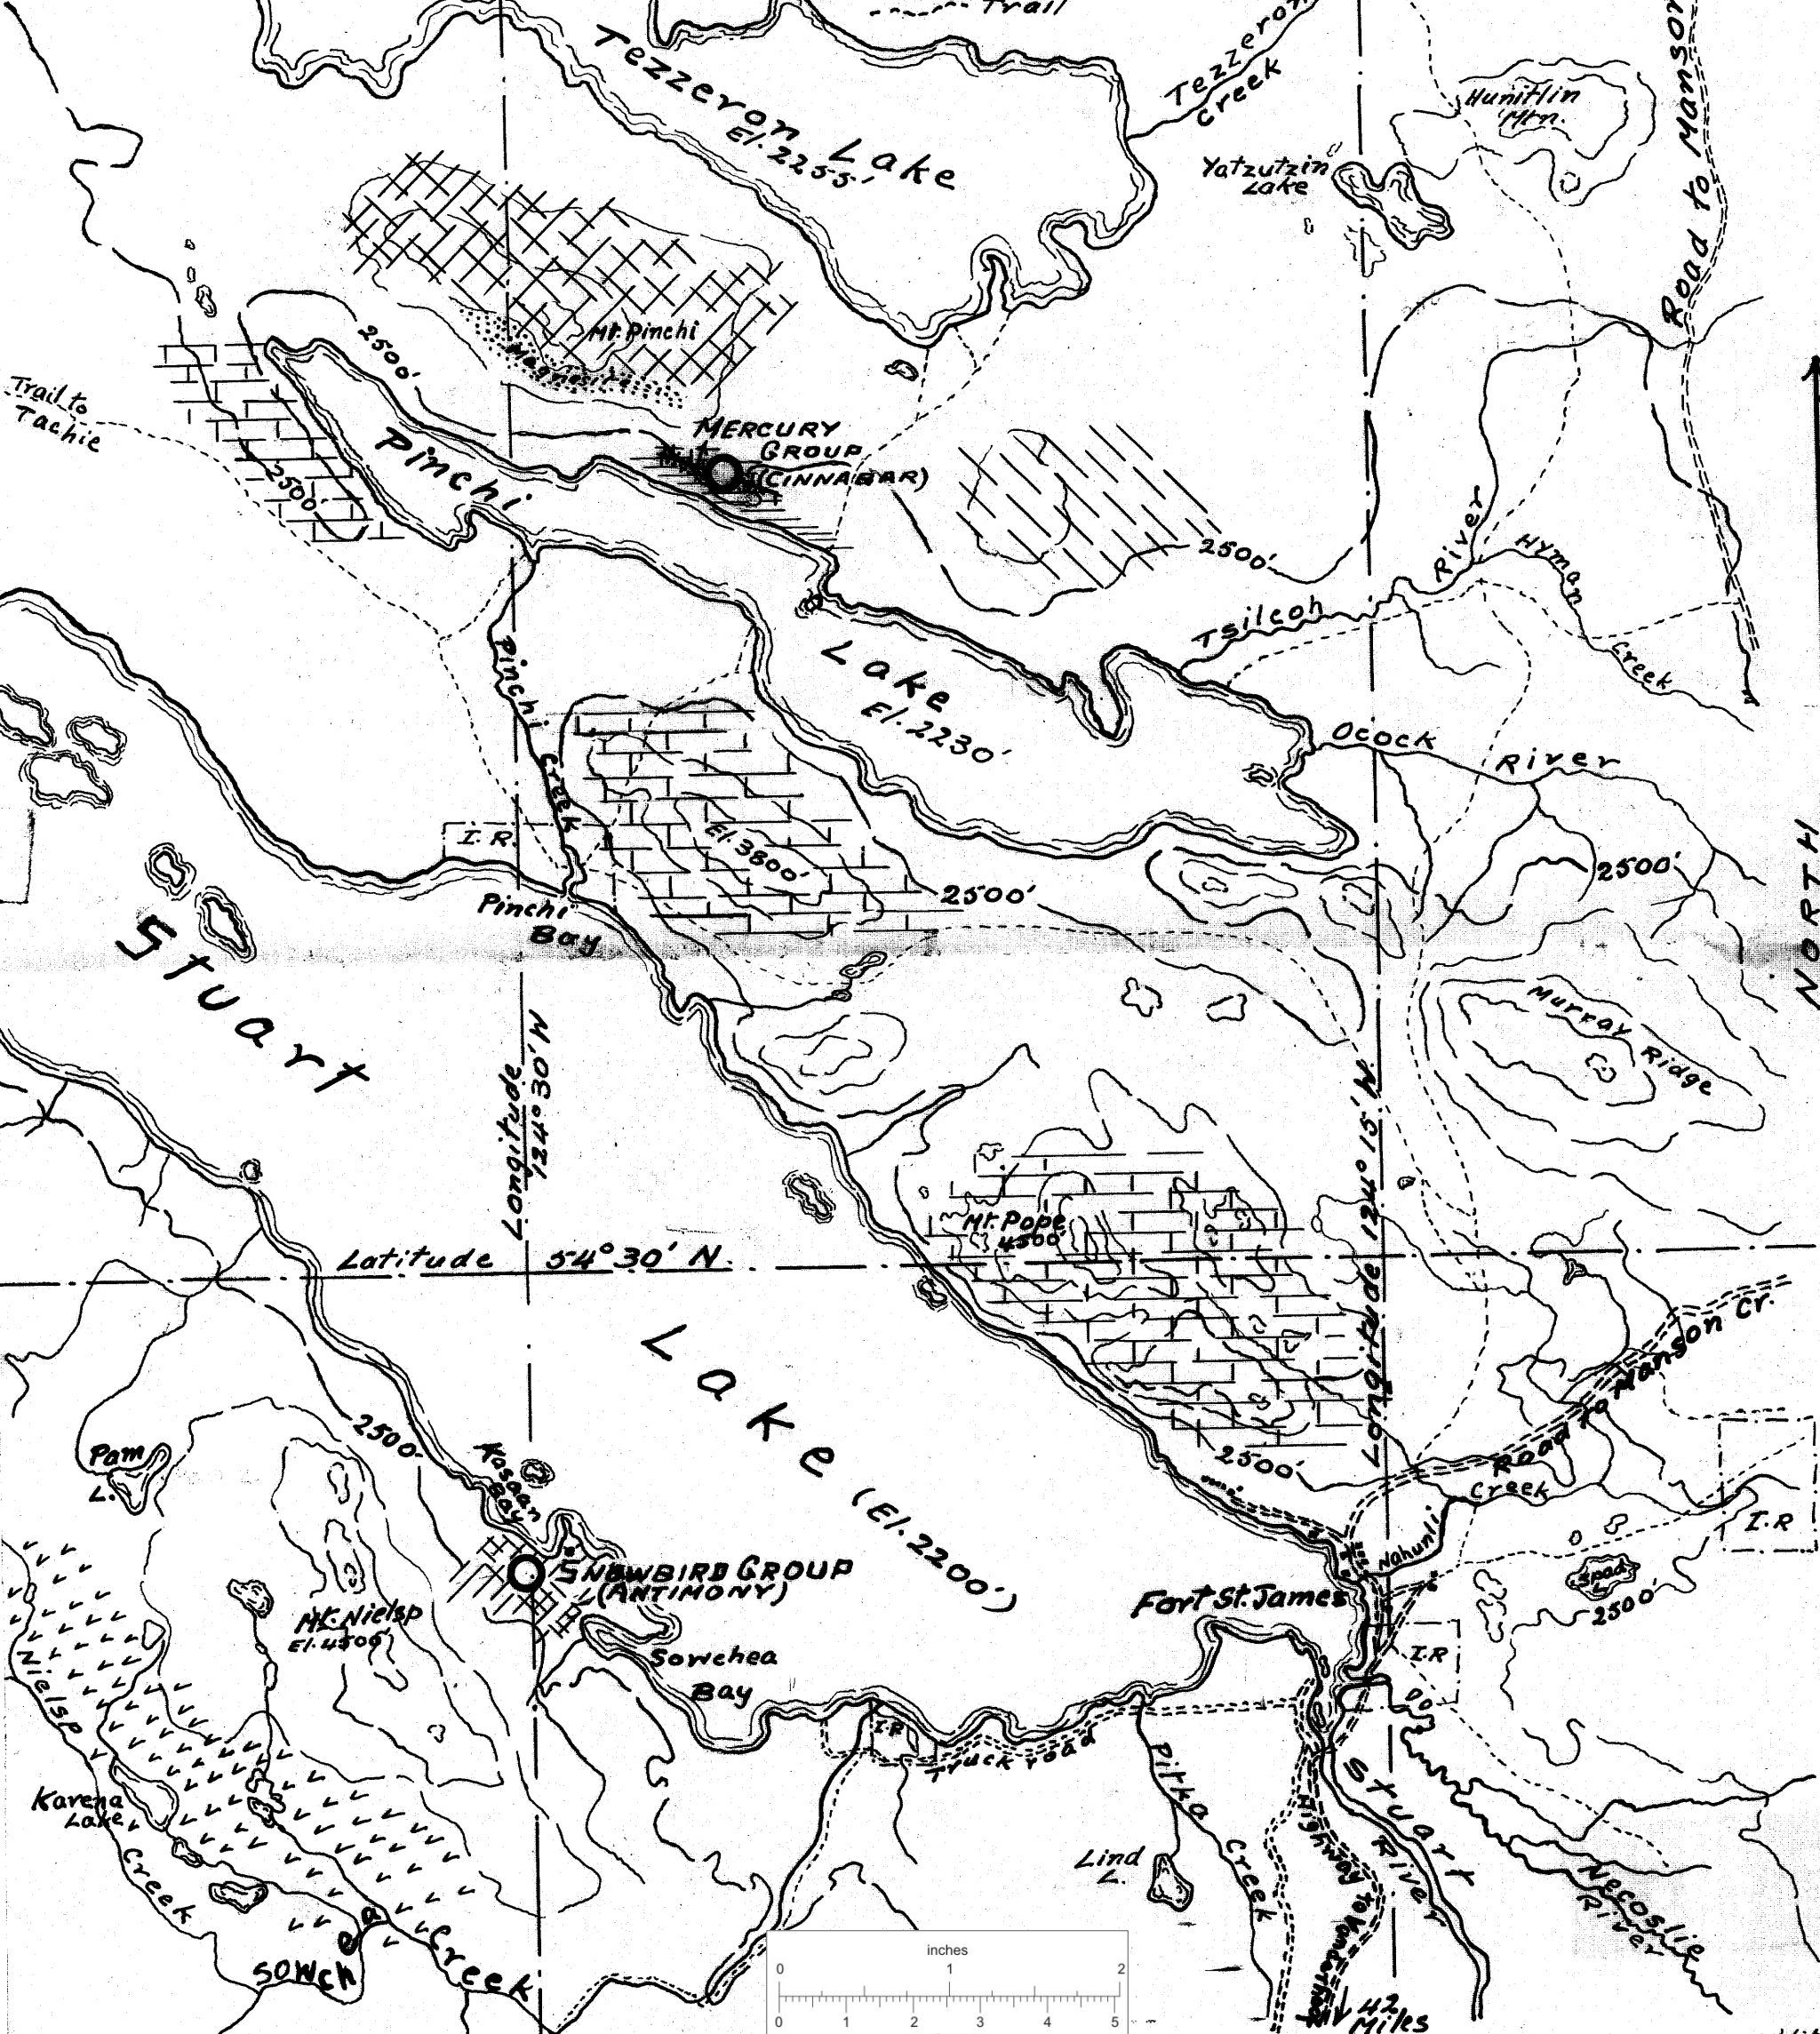 Trail
Tezzeron Lake
El. 2255'
Tezzeron
Creek
Hunitlin
Mtn.
Yatzutzin
Lake
Road to Manson
Mt. Pinchi
Magnesite
2500'
Trail to
Tachie
2500'
Pinchi
Lake
El. 2230'
MERCURY
GROUP
(CINNABAR)
2500'
Tsilcoh River
Hyman
Creek
Ocock River
Pinchi Creek
I.R.
El. 3800'
2500'
2500'
Pinchi
Bay
NORTH
Stuart
Lake (El. 2200')
Murray Ridge
Longitude
124°30' W
Longitude 124° 15' W.
Latitude 54° 30' N.
Mt. Pope
4500'
Road to Manson Cr.
2500'
2500'
Pam
L.
Kasaan
Bay
Nahunli Creek
I.R
SNOWBIRD GROUP
(ANTIMONY)
Mt. Nielsp
El. 4500'
Fort St. James
Spad
L.
2500'
I.R
Sowchea
Bay
I.R
Truck road
Nielsp Creek
Karena
Lake
Pitka Creek
Lind
L.
Stuart River
Highway to Vanderhoof
Necoslie
River
Sowchea Creek
42
Miles
inches
0 1 2
0 1 2 3 4 5